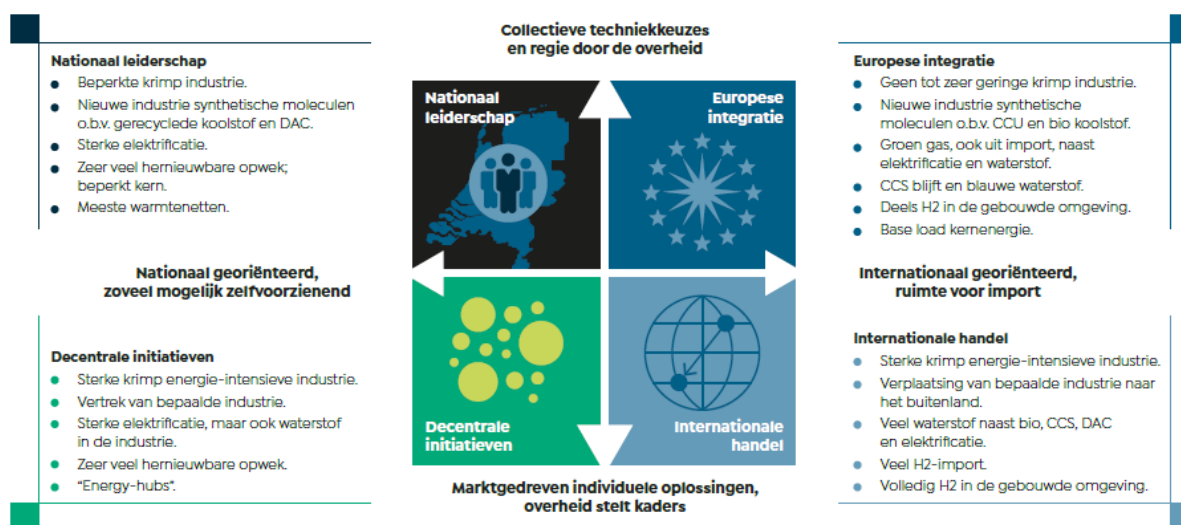 Collectieve techniekkeuzes
en regie door de overheid
Nationaal leiderschap
Beperkte krimp industrie.
Nieuwe industrie synthetische moleculen
o.b.v. gerecyclede koolstof en DAC.
Sterke elektrificatie.
Zeer veel hernieuwbare opwek;
beperkt kern.
Meeste warmtenetten.
Nationaal
leiderschap
Europese
integratie
Europese integratie
Geen tot zeer geringe krimp industrie.
Nieuwe industrie synthetische
moleculen o.b.v. CCU en bio koolstof.
Groen gas, ook uit import, naast
elektrificatie en waterstof.
CCS blijft en blauwe waterstof.
Deels H2 in de gebouwde omgeving.
Base load kernenergie.
Nationaal georiënteerd,
zoveel mogelijk zelfvoorzienend
Internationaal georiënteerd,
ruimte voor import
Decentrale initiatieven
Sterke krimp energie-intensieve industrie.
Vertrek van bepaalde industrie.
Sterke elektrificatie, maar ook waterstof
in de industrie.
Zeer veel hernieuwbare opwek.
"Energy-hubs".
Decentrale
initiatieven
Internationale
handel
Internationale handel
Sterke krimp energie-intensieve industrie.
Verplaatsing van bepaalde industrie naar
het buitenland.
Veel waterstof naast bio, CCS, DAC
en elektrificatie.
Veel H2-import.
Volledig H2 in de gebouwde omgeving.
Marktgedreven individuele oplossingen,
overheid stelt kaders